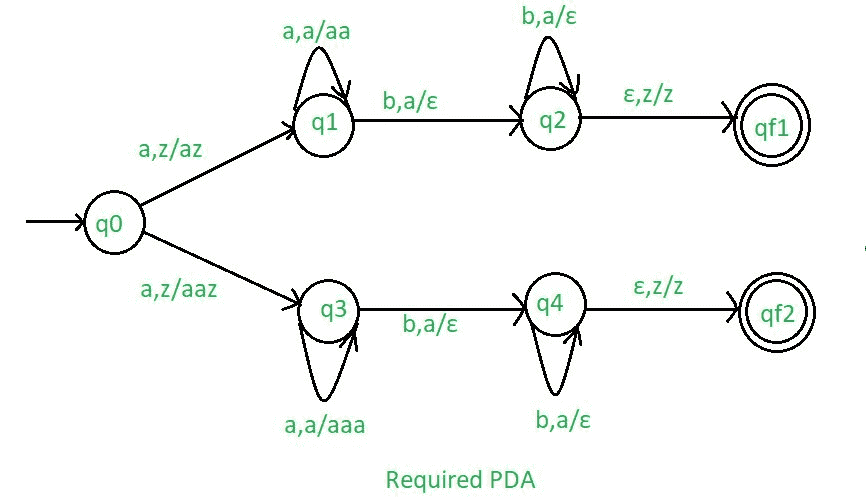 a,a/aa
b,a/ε
q1
b,a/ε
q2
ε,z/z
qf1
a,z/az
q0
a,z/aaz
q3
b,a/ε
q4
ε,z/z
qf2
a,a/aaa
b,a/ε
Required PDA